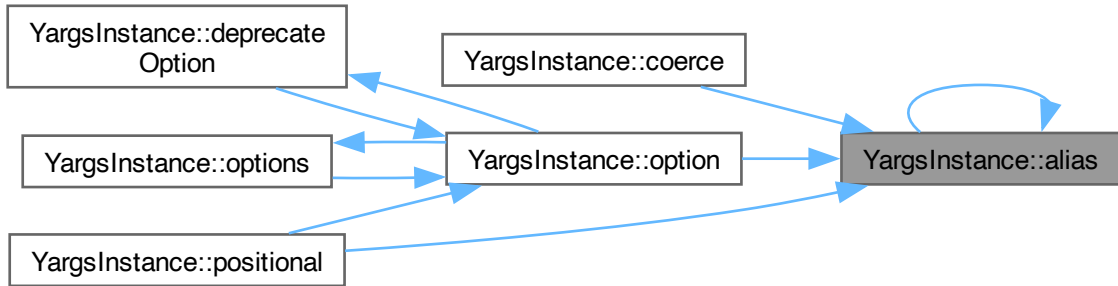 YargsInstance::deprecate
Option
YargsInstance::coerce
YargsInstance::options
YargsInstance::option
YargsInstance::alias
YargsInstance::positional